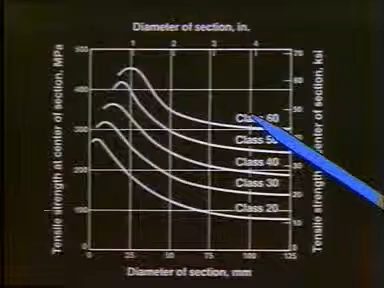 Diameter of section, in.
1 2 3 4
Tensile strength at center of section, MPa
500
400
300
200
100
0
70
60
50
40
30
20
10
0
Tensile strength at center of section, ksi
Class 60
Class 50
Class 40
Class 30
Class 20
0 25 50 75 100 125
Diameter of section, mm